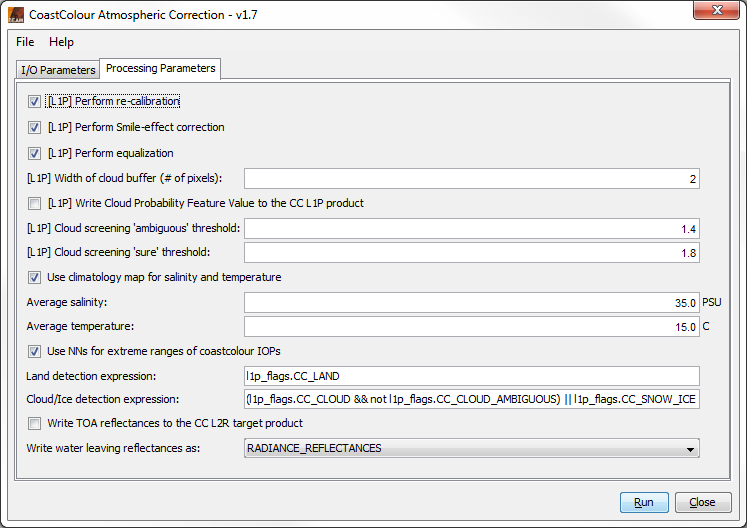 CoastColour Atmospheric Correction - v1.7
File Help
I/O Parameters Processing Parameters
[L1P] Perform re-calibration
[L1P] Perform Smile-effect correction
[L1P] Perform equalization
[L1P] Width of cloud buffer (# of pixels): 2
[L1P] Write Cloud Probability Feature Value to the CC L1P product
[L1P] Cloud screening 'ambiguous' threshold: 1.4
[L1P] Cloud screening 'sure' threshold: 1.8
Use climatology map for salinity and temperature
Average salinity: 35.0 PSU
Average temperature: 15.0 C
Use NNs for extreme ranges of coastcolour IOPs
Land detection expression: l1p_flags.CC_LAND
Cloud/Ice detection expression: (l1p_flags.CC_CLOUD && not l1p_flags.CC_CLOUD_AMBIGUOUS) || l1p_flags.CC_SNOW_ICE
Write TOA reflectances to the CC L2R target product
Write water leaving reflectances as: RADIANCE_REFLECTANCES
Run Close